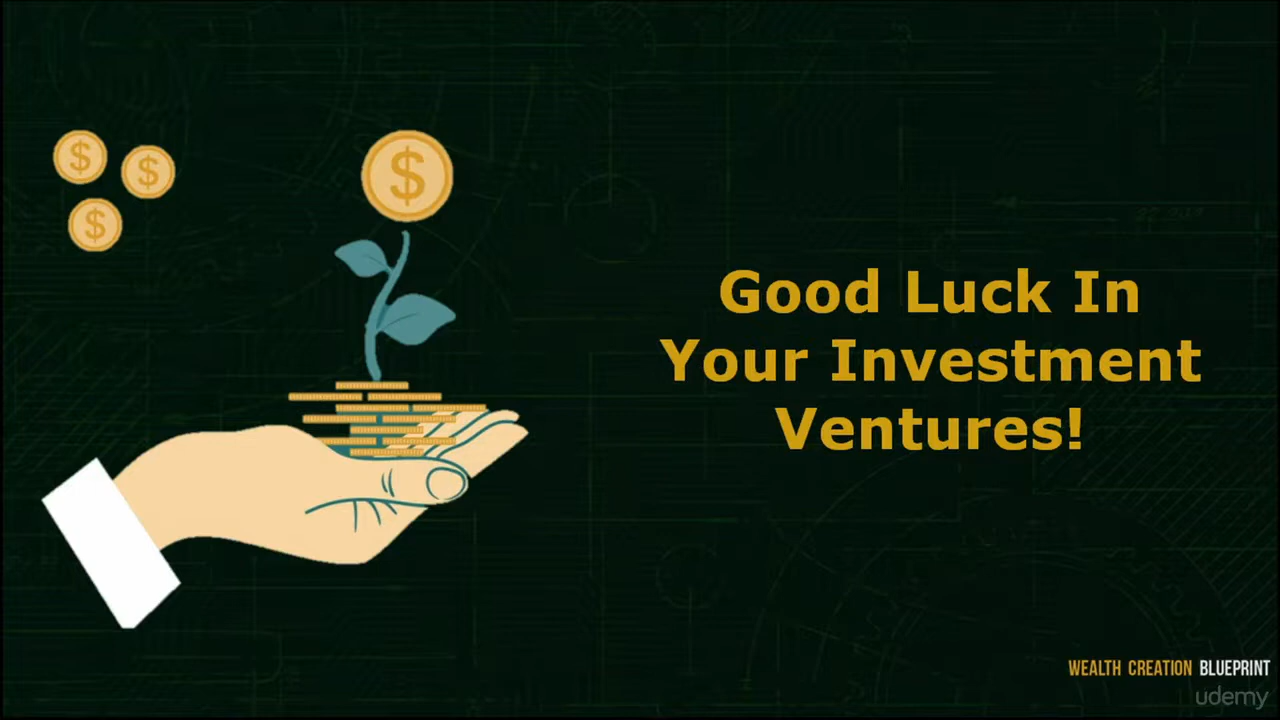 $
$
$
$
Good Luck In
Your Investment
Ventures!
WEALTH CREATION BLUEPRINT
udemy